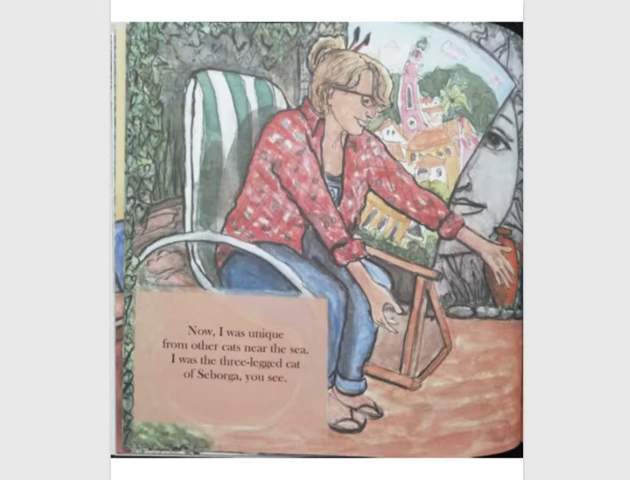 Now, I was unique
from other cats near the sea.
I was the three-legged cat
of Seborga, you see.